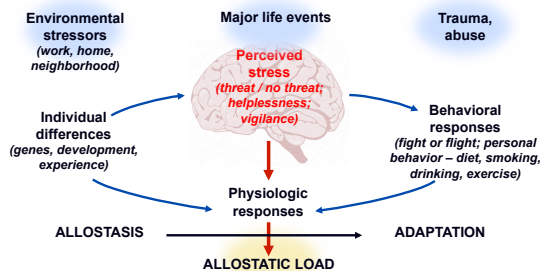 Environmental
stressors
(work, home,
neighborhood)
Major life events
Trauma,
abuse
Perceived
stress
(threat / no threat;
helplessness;
vigilance)
Individual
differences
(genes, development,
experience)
Behavioral
responses
(fight or flight; personal
behavior – diet, smoking,
drinking, exercise)
Physiologic
responses
ALLOSTASIS
ADAPTATION
ALLOSTATIC LOAD